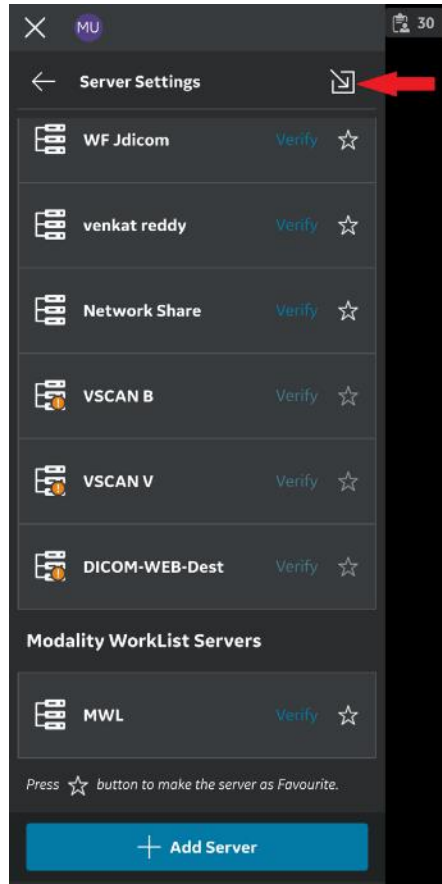 MU
30
Server Settings
WF Jdicom Verify
venkat reddy Verify
Network Share Verify
VSCAN B Verify
VSCAN V Verify
DICOM-WEB-Dest Verify
Modality WorkList Servers
MWL Verify
Press button to make the server as Favourite.
Add Server